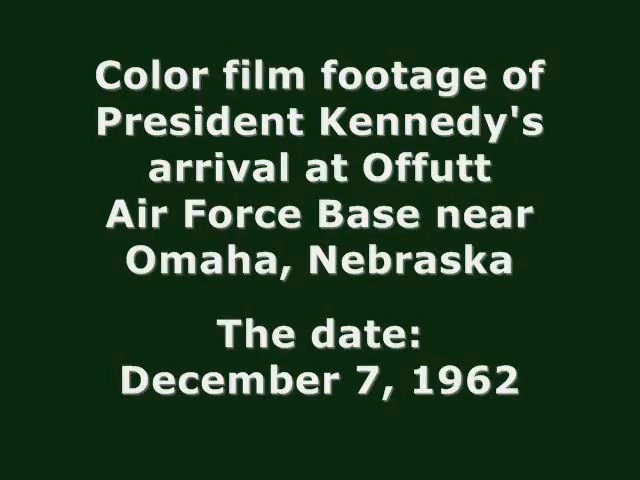 Color film footage of
President Kennedy's
arrival at Offutt
Air Force Base near
Omaha, Nebraska
The date:
December 7, 1962